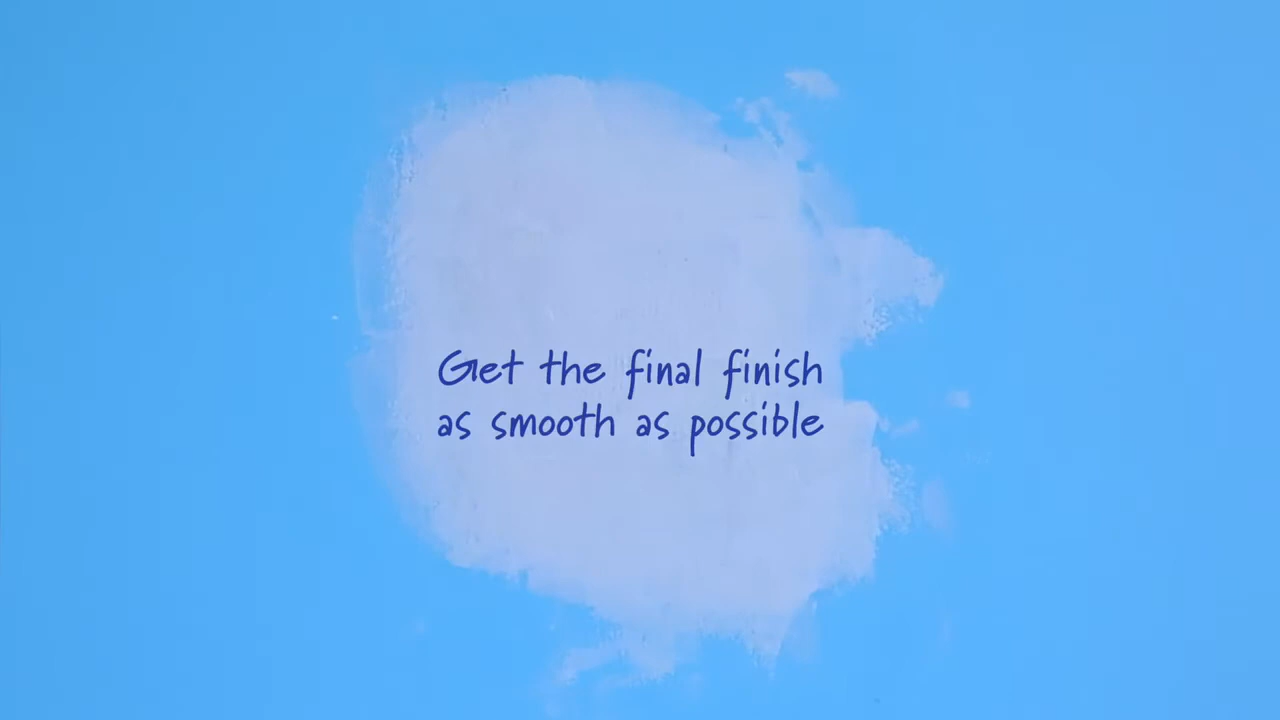 Get the final finish
as smooth as possible